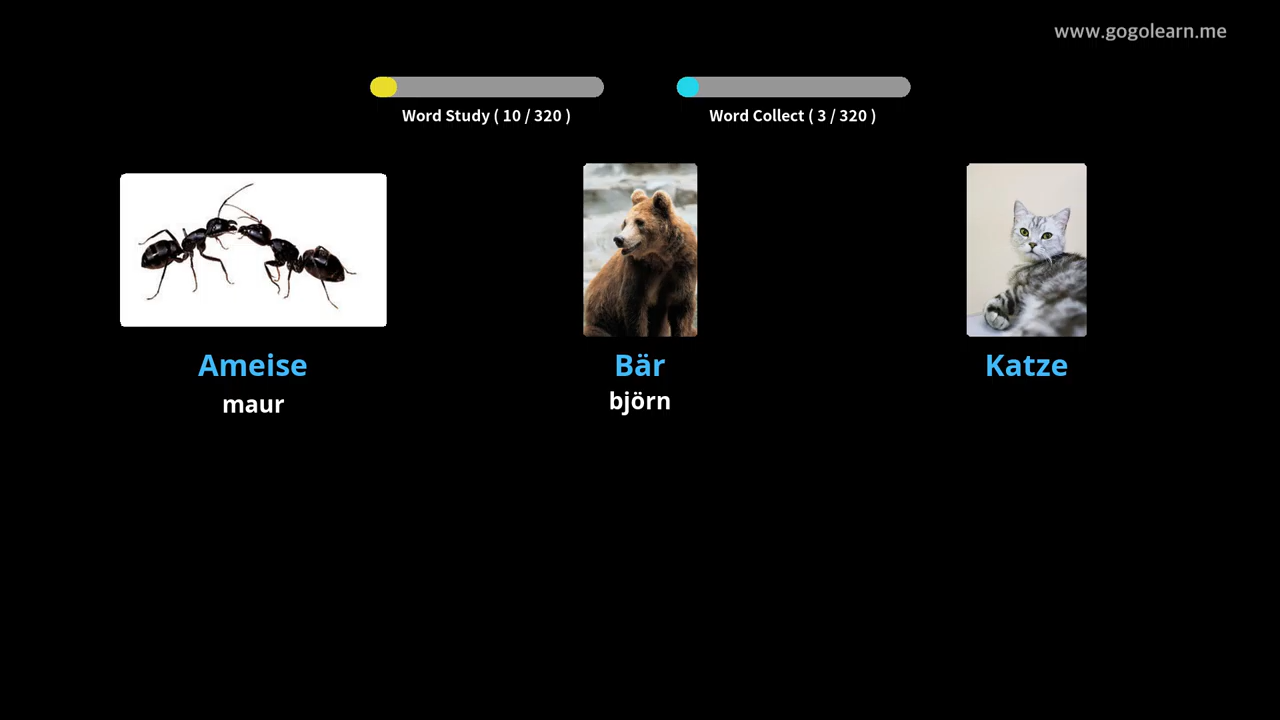 www.gogolearn.me
Word Study ( 10 / 320 )
Word Collect ( 3 / 320 )
Ameise
maur
Bär
björn
Katze